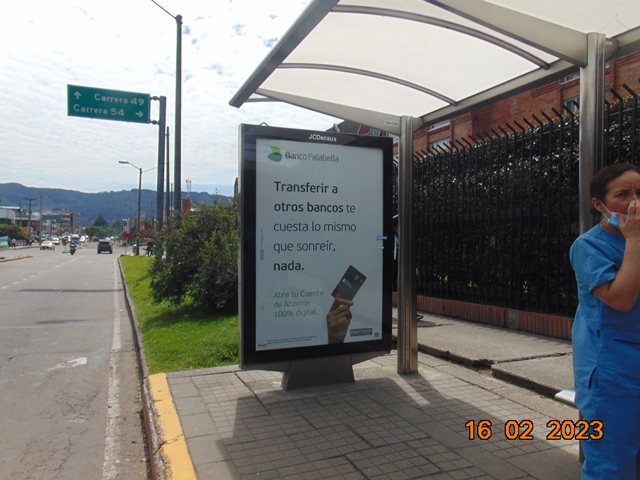 Carrera 49
Carrera 54
JCDecaux
Banco Falabella
Transferir a
otros bancos te
cuesta lo mismo
que sonreír,
nada.
Abre tu Cuenta
de Ahorros
100% digital.
16 02 2023